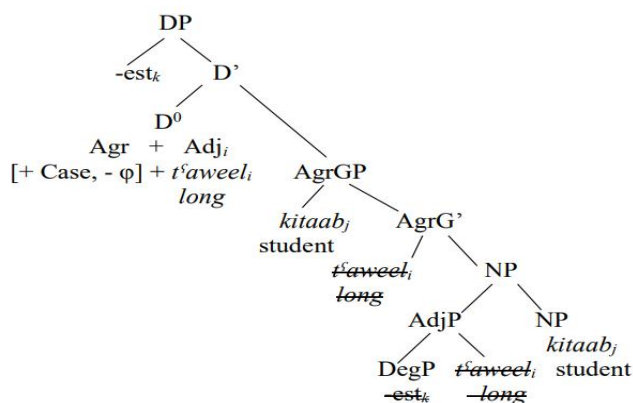 DP
-estₖ D’
D⁰
Agr + Adjᵢ
[+ Case, - φ] + tˤaweelᵢ AgrGP
long
kitaabⱼ AgrG’
student
tˤaweelᵢ NP
long
AdjP NP
kitaabⱼ
DegP tˤaweelᵢ student
-estₖ long